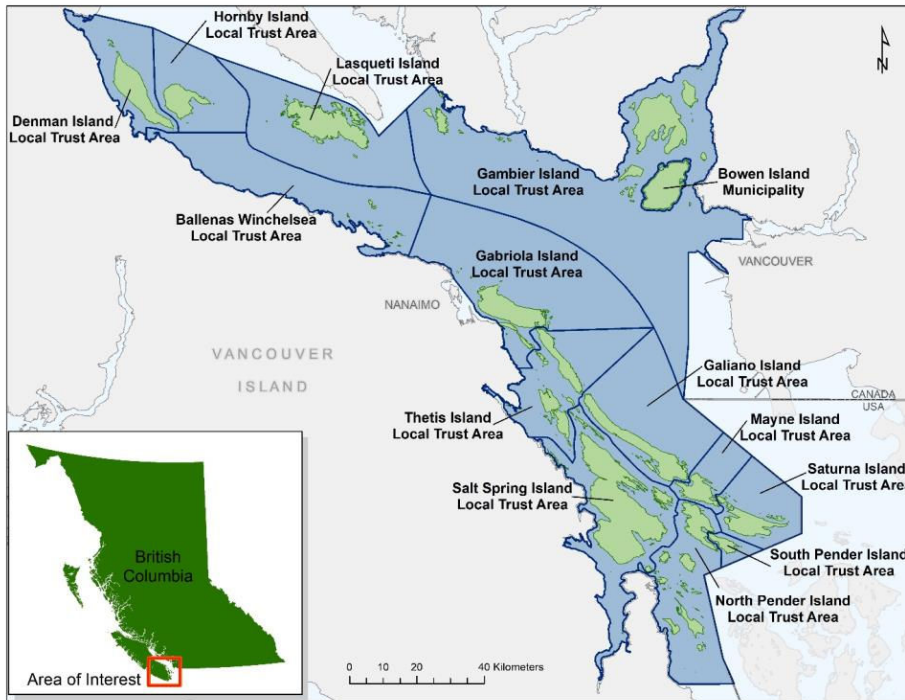 Hornby Island
Local Trust Area
Lasqueti Island
Local Trust Area
N
Denman Island
Local Trust Area
Gambier Island
Local Trust Area
Bowen Island
Municipality
Ballenas Winchelsea
Local Trust Area
Gabriola Island
Local Trust Area
VANCOUVER
NANAIMO
VANCOUVER
ISLAND
Galiano Island
Local Trust Area
CANADA
USA
Thetis Island
Local Trust Area
Mayne Island
Local Trust Area
Saturna Island
Local Trust Area
Salt Spring Island
Local Trust Area
South Pender Island
Local Trust Area
North Pender Island
Local Trust Area
British
Columbia
Area of Interest
0 10 20 40 Kilometers